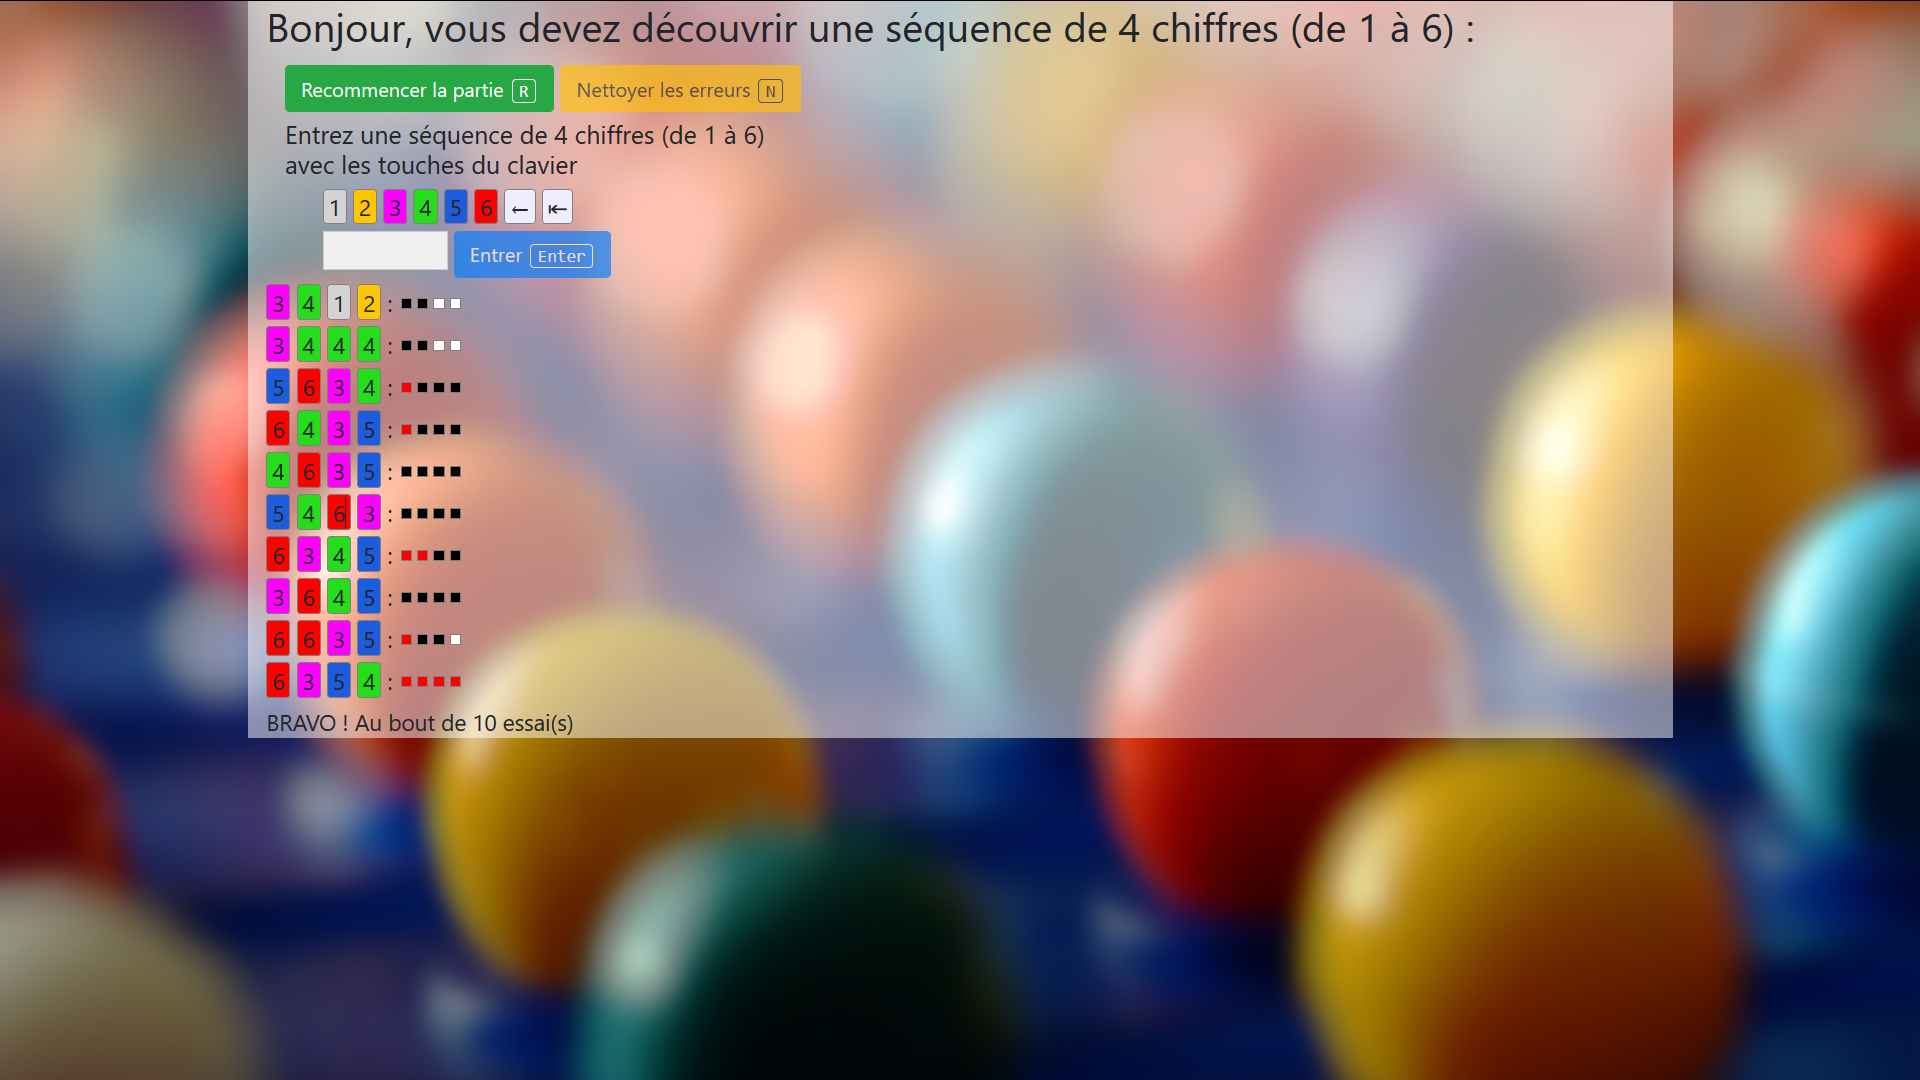 Bonjour, vous devez découvrir une séquence de 4 chiffres (de 1 à 6) :
Recommencer la partie R Nettoyer les erreurs N
Entrez une séquence de 4 chiffres (de 1 à 6)
avec les touches du clavier
1 2 3 4 5 6 ← ⇤
Entrer Enter
3 4 1 2 :
3 4 4 4 :
5 6 3 4 :
6 4 3 5 :
4 6 3 5 :
5 4 6 3 :
6 3 4 5 :
3 6 4 5 :
6 6 3 5 :
6 3 5 4 :
BRAVO ! Au bout de 10 essai(s)